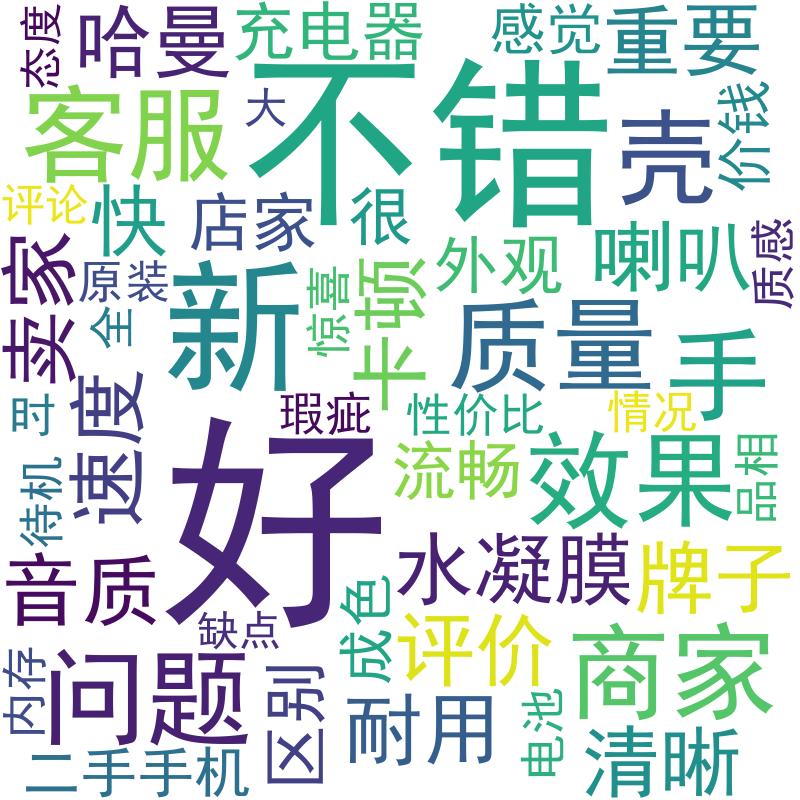 态度
哈曼
充电器
感觉
重要
客服
大
不错
壳
价钱
评论
快
店家
很
外观
喇叭
质感
卖家
原装
全
新
惊喜
卡顿
质量
手
速度
瑕疵
性价比
情况
待机
好
流畅
效果
品相
音质
水凝膜
牌子
缺点
成色
评价
商家
内存
问题
区别
耐用
电池
清晰
二手手机